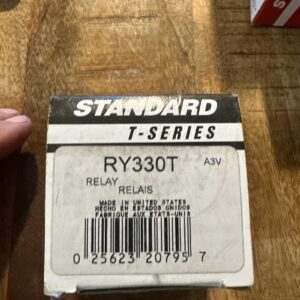 STANDARD
T-SERIES
RY330T
A3V
RELAY
RELAIS
MADE IN UNITED STATES
HECHO EN ESTADOS UNIDOS
FABRIQUE AUX ETATS-UNIS
0 25623 20795 7